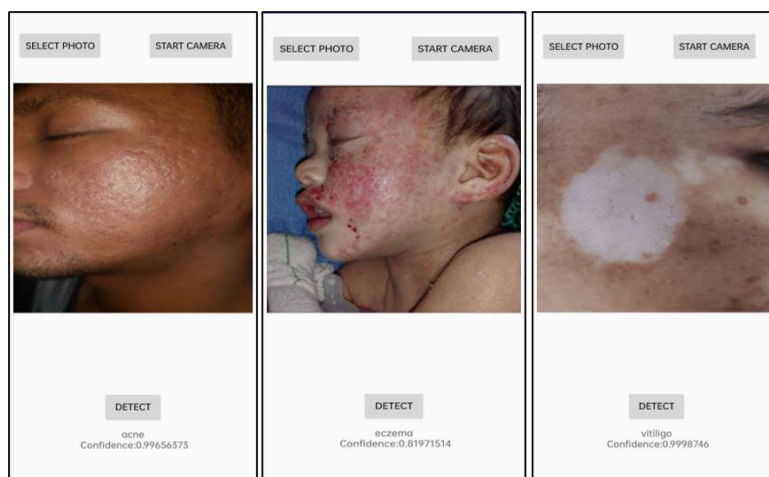 SELECT PHOTO
START CAMERA
DETECT
acne
Confidence:0.99656373
SELECT PHOTO
START CAMERA
DETECT
eczema
Confidence:0.81971514
SELECT PHOTO
START CAMERA
DETECT
vitiligo
Confidence:0.9998746